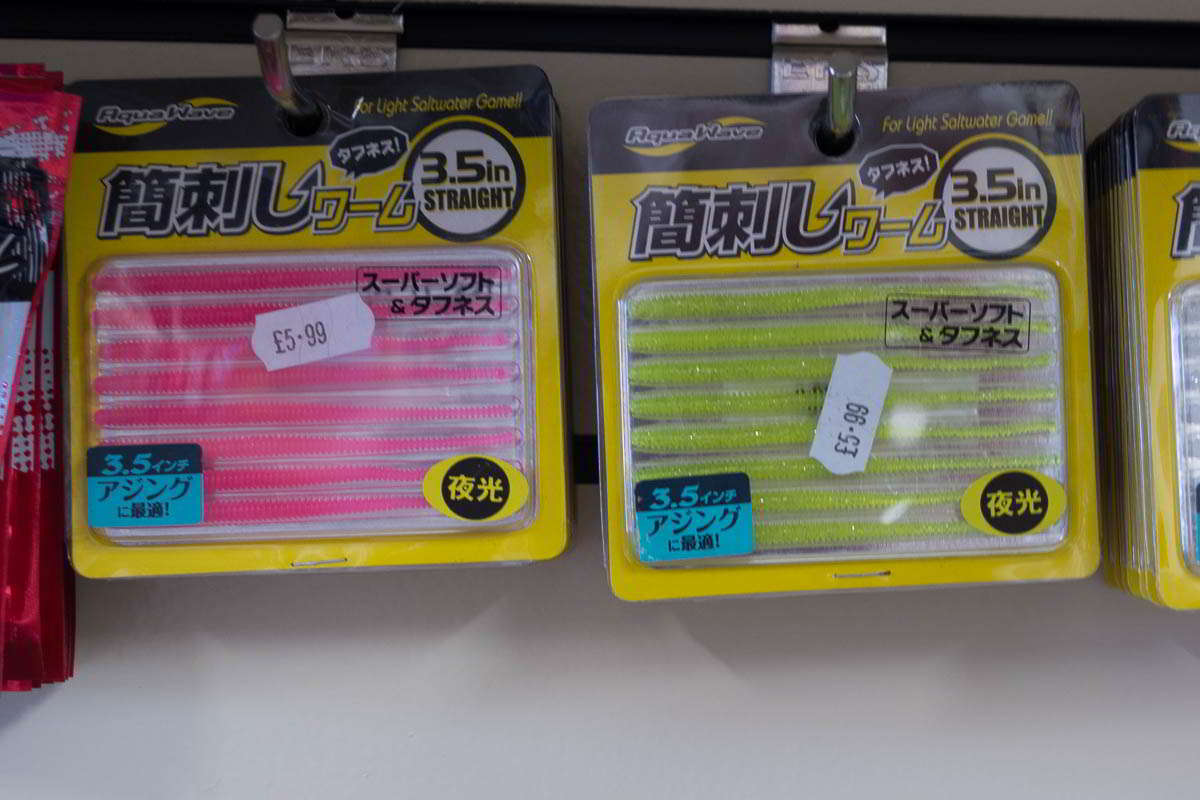 Aqua Wave
For Light Saltwater Game!!
タフネス!
簡刺しワーム
3.5in
STRAIGHT
スーパーソフト
&タフネス
£5.99
3.5インチ
アジング
に最適!
夜光
Aqua Wave
For Light Saltwater Game!!
タフネス!
簡刺しワーム
3.5in
STRAIGHT
スーパーソフト
&タフネス
£5.99
3.5インチ
アジング
に最適!
夜光